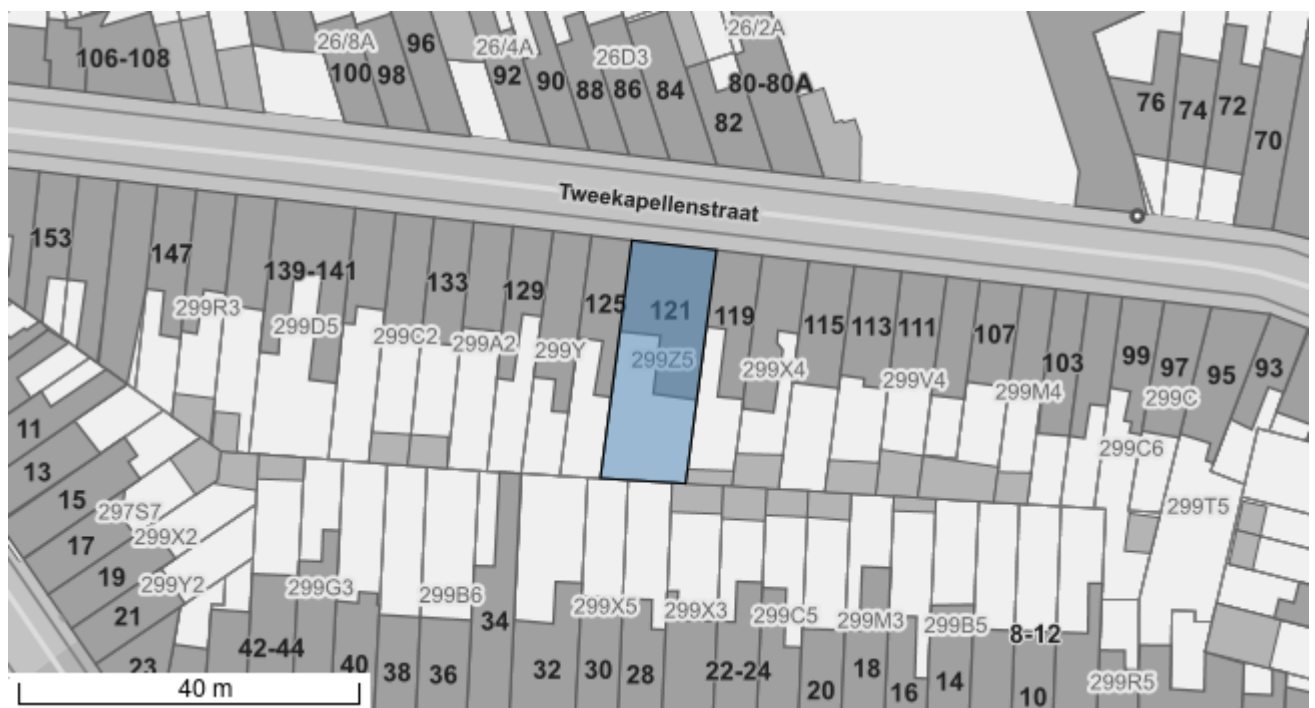 26/2A
96
26/8A
26/4A
106-108
26D3
100
98
92
90
88
86
84
80-80A
82
76
74
72
70
Tweekapellenstraat
153
147
139-141
133
129
125
121
119
115
113
111
107
103
99
97
95
93
299R3
299D5
299C2
299A2
299Y
299Z5
299X4
299V4
299M4
299C
299C6
11
13
15
17
19
21
23
297S7
299X2
299Y2
299T5
299G3
299B6
299X5
299X3
299C5
299M3
299B5
299R5
42-44
40
38
36
34
32
30
28
22-24
20
18
16
14
8-12
10
40 m